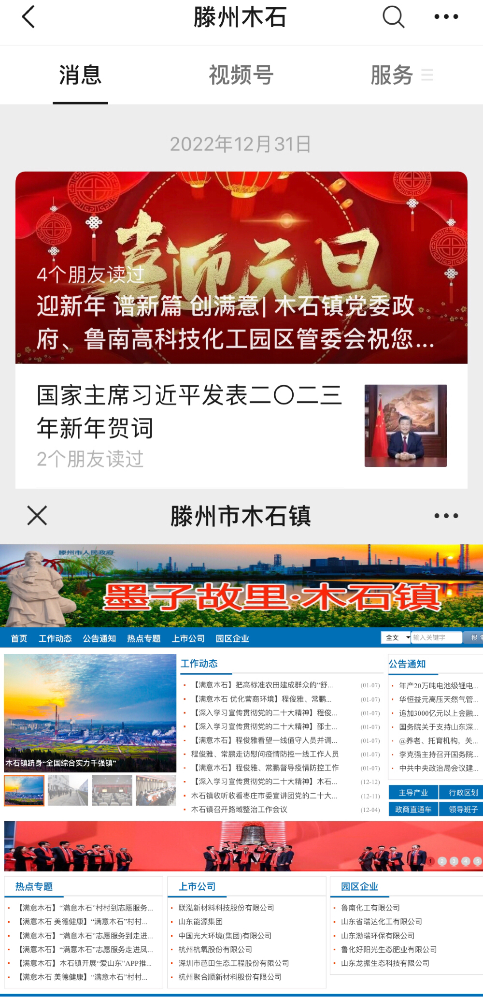 滕州木石
消息
视频号
服务
2022年12月31日
喜迎元旦
4个朋友读过
迎新年 谱新篇 创满意| 木石镇党委政
府、鲁南高科技化工园区管委会祝您...
国家主席习近平发表二〇二三
年新年贺词
2个朋友读过
滕州市木石镇
滕州市人民政府
墨子故里·木石镇
首页 工作动态 公告通知 热点专题 上市公司 园区企业
全文 输入关键字 搜
木石镇跻身“全国综合实力千强镇”
工作动态
【满意木石】把高标准农田建成群众的“舒... (01-07)
【满意木石 优化营商环境】程俊雅、常鹏... (01-07)
【深入学习宣传贯彻党的二十大精神】程俊... (01-07)
【深入学习宣传贯彻党的二十大精神】邵士... (01-07)
【满意木石】程俊雅看望一线值守人员并调... (01-07)
程俊雅、常鹏走访慰问疫情防控一线工作人员 (01-07)
【满意木石】程俊雅、常鹏督导疫情防控工作 (01-07)
【深入学习宣传贯彻党的二十大精神】木石... (12-12)
木石镇收听收看枣庄市委宣讲团党的二十大... (12-11)
木石镇召开路域整治工作会议 (12-04)
公告通知
年产20万吨电池级锂电...
华恒益元高压天然气管...
追加3000亿元以上金融...
国务院关于支持山东深...
@养老、托育机构，关...
李克强主持召开国务院...
中共中央政治局会议建...
主导产业 行政区划
政商直通车 领导班子
1 2 3 4 5
热点专题
【满意木石】“满意木石”村村到志愿服务...
【满意木石 美德健康】“满意木石”村村...
【满意木石】“满意木石”志愿服务到走进...
【满意木石】“满意木石”志愿服务走进凤...
【满意木石】木石镇开展“爱山东”APP推...
【满意木石 美德健康】“满意木石”村村...
上市公司
联泓新材料科技股份有限公司
山东能源集团
中国光大环境(集团)有限公司
杭州杭氧股份有限公司
深圳市芭田生态工程股份有限公司
杭州聚合顺新材料股份有限公司
园区企业
鲁南化工有限公司
山东省瑞达化工有限公司
山东渤瑞环保有限公司
鲁化好阳光生态肥业有限公司
山东龙振生态科技有限公司